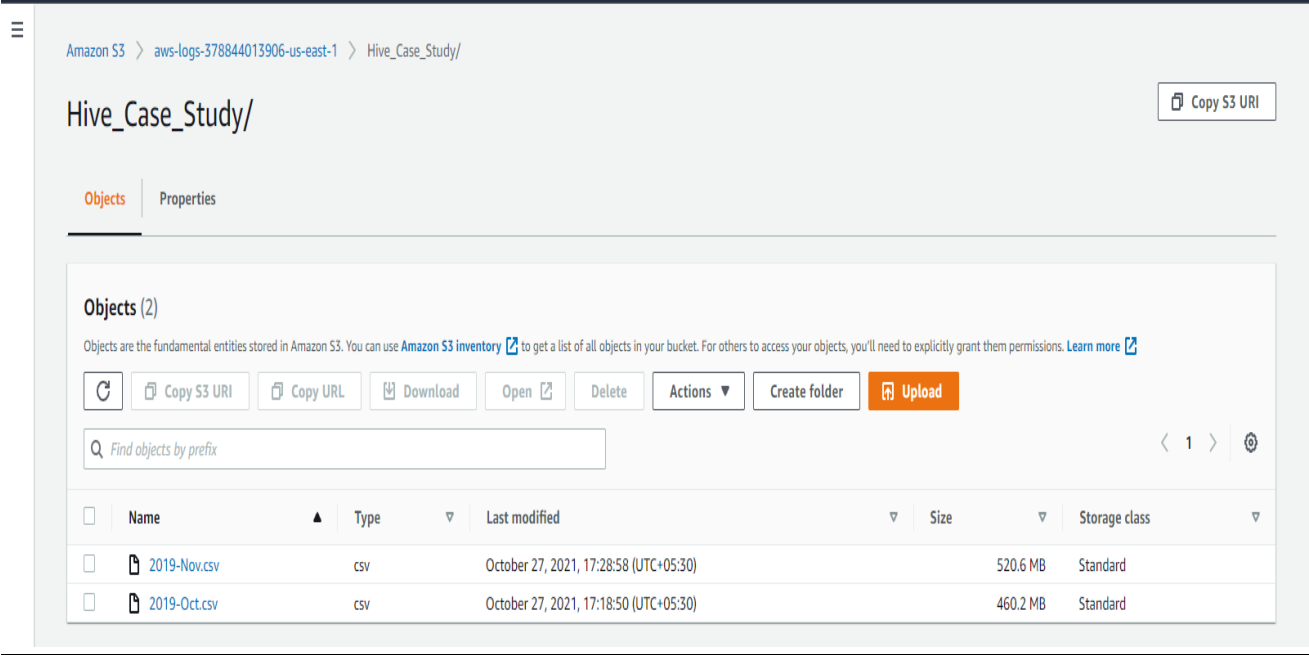 Amazon S3 > aws-logs-378844013906-us-east-1 > Hive_Case_Study/
Hive_Case_Study/
Copy S3 URI
Objects Properties
Objects (2)
Objects are the fundamental entities stored in Amazon S3. You can use Amazon S3 inventory to get a list of all objects in your bucket. For others to access your objects, you'll need to explicitly grant them permissions. Learn more
Copy S3 URI Copy URL Download Open Delete Actions Create folder Upload
Find objects by prefix
1
Name Type Last modified Size Storage class
2019-Nov.csv csv October 27, 2021, 17:28:58 (UTC+05:30) 520.6 MB Standard
2019-Oct.csv csv October 27, 2021, 17:18:50 (UTC+05:30) 460.2 MB Standard